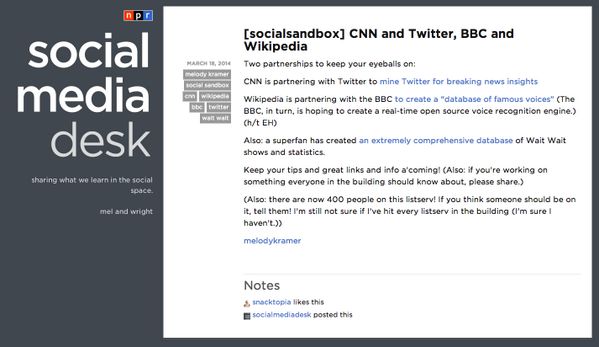 npr
social
media
desk
sharing what we learn in the social
space.
mel and wright
MARCH 18, 2014
melody kramer
social sandbox
cnn wikipedia
bbc twitter
wait wait
[socialsandbox] CNN and Twitter, BBC and
Wikipedia
Two partnerships to keep your eyeballs on:
CNN is partnering with Twitter to mine Twitter for breaking news insights
Wikipedia is partnering with the BBC to create a "database of famous voices" (The
BBC, in turn, is hoping to create a real-time open source voice recognition engine.)
(h/t EH)
Also: a superfan has created an extremely comprehensive database of Wait Wait
shows and statistics.
Keep your tips and great links and info a'coming! (Also: if you're working on
something everyone in the building should know about, please share.)
(Also: there are now 400 people on this listserv! If you think someone should be on
it, tell them! I'm still not sure if I've hit every listserv in the building (I'm sure I
haven't.))
melodykramer
Notes
snacktopia likes this
socialmediadesk posted this